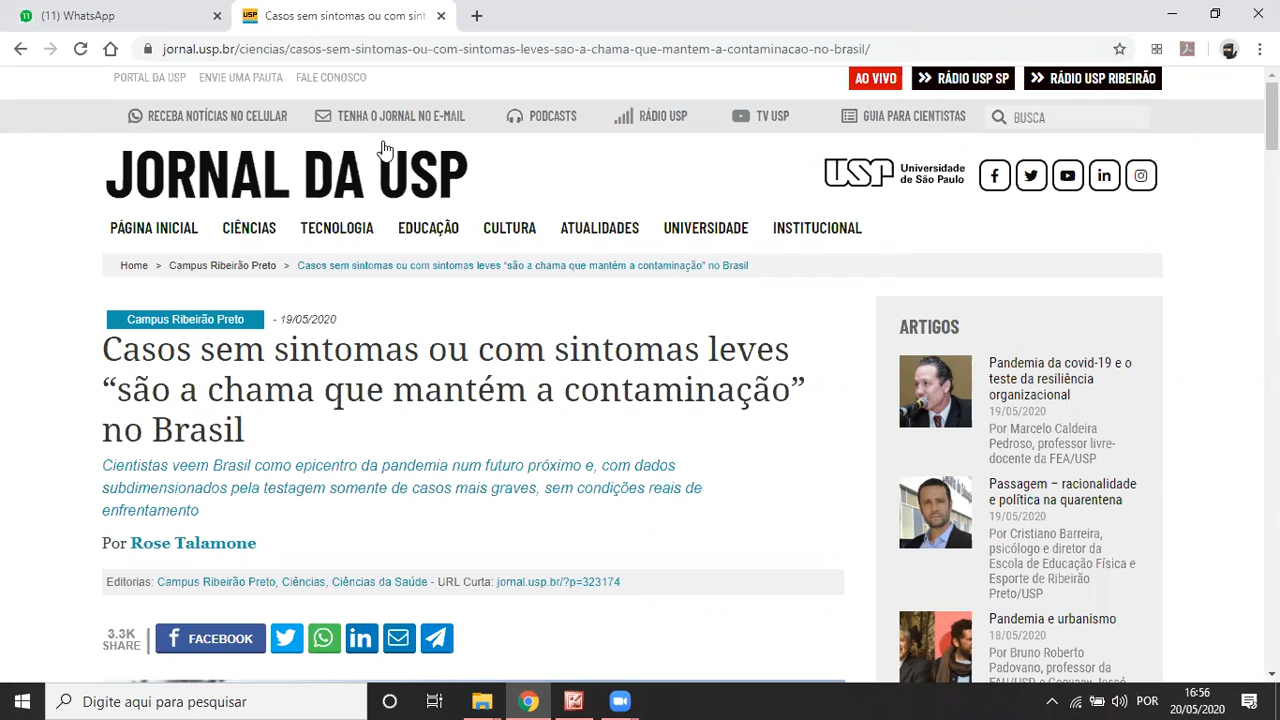 (11) WhatsApp
Casos sem sintomas ou com sint
jornal.usp.br/ciencias/casos-sem-sintomas-ou-com-sintomas-leves-sao-a-chama-que-mantem-a-contaminacao-no-brasil/
PORTAL DA USP ENVIE UMA PAUTA FALE CONOSCO
AO VIVO RÁDIO USP SP RÁDIO USP RIBEIRÃO
RECEBA NOTÍCIAS NO CELULAR TENHA O JORNAL NO E-MAIL PODCASTS RÁDIO USP TV USP GUIA PARA CIENTISTAS BUSCA
JORNAL DA USP
USP Universidade
de São Paulo
PÁGINA INICIAL CIÊNCIAS TECNOLOGIA EDUCAÇÃO CULTURA ATUALIDADES UNIVERSIDADE INSTITUCIONAL
Home > Campus Ribeirão Preto > Casos sem sintomas ou com sintomas leves “são a chama que mantém a contaminação” no Brasil
Campus Ribeirão Preto - 19/05/2020
Casos sem sintomas ou com sintomas leves
“são a chama que mantém a contaminação”
no Brasil
Cientistas veem Brasil como epicentro da pandemia num futuro próximo e, com dados
subdimensionados pela testagem somente de casos mais graves, sem condições reais de
enfrentamento
Por Rose Talamone
Editorias: Campus Ribeirão Preto, Ciências, Ciências da Saúde - URL Curta: jornal.usp.br/?p=323174
3.3K
SHARE
FACEBOOK
ARTIGOS
Pandemia da covid-19 e o
teste da resiliência
organizacional
19/05/2020
Por Marcelo Caldeira
Pedroso, professor livre-
docente da FEA/USP
Passagem – racionalidade
e política na quarentena
19/05/2020
Por Cristiano Barreira,
psicólogo e diretor da
Escola de Educação Física e
Esporte de Ribeirão
Preto/USP
Pandemia e urbanismo
18/05/2020
Por Bruno Roberto
Padovano, professor da
Digite aqui para pesquisar
POR
16:56
20/05/2020